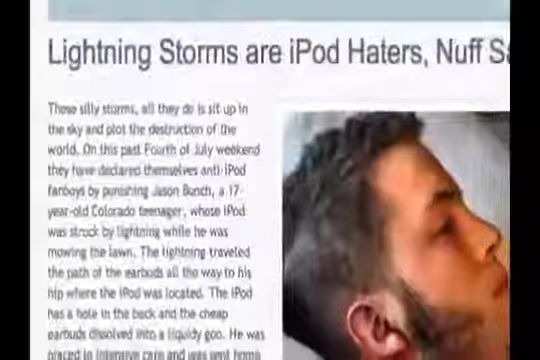 Lightning Storms are iPod Haters, Nuff Sa
Those silly storms, all they do is sit up in
the sky and plot the destruction of the
world. On this past Fourth of July weekend
they have declared themselves anti-iPod
fanboys by punishing Jason Bunch, a 17-
year-old Colorado teenager, whose iPod
was struck by lightning while he was
mowing the lawn. The lightning traveled
the path of the earbuds all the way to his
hip where the iPod was located. The iPod
has a hole in the back and the cheap
earbuds dissolved into a liquidy goo. He was
placed in intensive care and was sent home